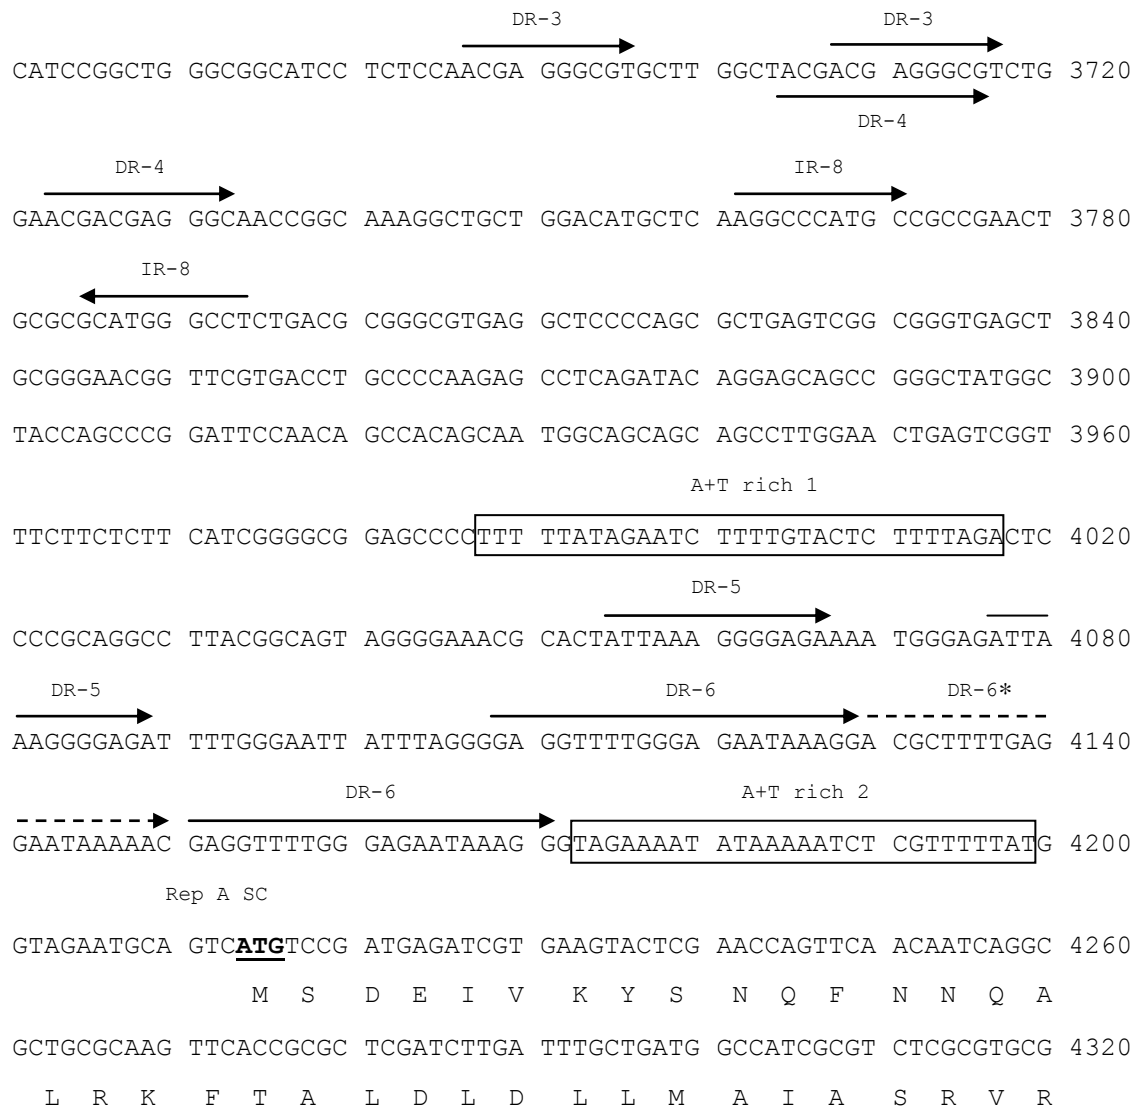 DR-3 DR-3
CATCCGGCTG GGCGGCATCC TCTCCAACGA GGGCGTGCTT GGCTACGACG AGGGCGTCTG 3720
DR-4
DR-4 IR-8
GAACGACGAG GGCAACCGGC AAAGGCTGCT GGACATGCTC AAGGCCCATG CCGCCGAACT 3780
IR-8
GCGCGCATGG GCCTCTGACG CGGGCGTGAG GCTCCCCAGC GCTGAGTCGG CGGGTGAGCT 3840
GCGGGAACGG TTCGTGACCT GCCCCAAGAG CCTCAGATAC AGGAGCAGCC GGGCTATGGC 3900
TACCAGCCCG GATTCCAACA GCCACAGCAA TGGCAGCAGC AGCCTTGGAA CTGAGTCGGT 3960
A+T rich 1
TTCTTCTCTT CATCGGGGCG GAGCCCCTTT TTATAGAATC TTTTGTACTC TTTTAGACTC 4020
DR-5
CCCGCAGGCC TTACGGCAGT AGGGGAAACG CACTATTAAA GGGGAGAAAA TGGGAGATTA 4080
DR-5 DR-6 DR-6*
AAGGGGAGAT TTTGGGAATT ATTTAGGGGA GGTTTTGGGA GAATAAAGGA CGCTTTTGAG 4140
DR-6 A+T rich 2
GAATAAAAAC GAGGTTTTGG GAGAATAAAG GGTAGAAAAT ATAAAAATCT CGTTTTTATG 4200
Rep A SC
GTAGAATGCA GTCATGTCCG ATGAGATCGT GAAGTACTCG AACCAGTTCA ACAATCAGGC 4260
M S D E I V K Y S N Q F N N Q A
GCTGCGCAAG TTCACCGCGC TCGATCTTGA TTTGCTGATG GCCATCGCGT CTCGCGTGCG 4320
L R K F T A L D L D L L M A I A S R V R